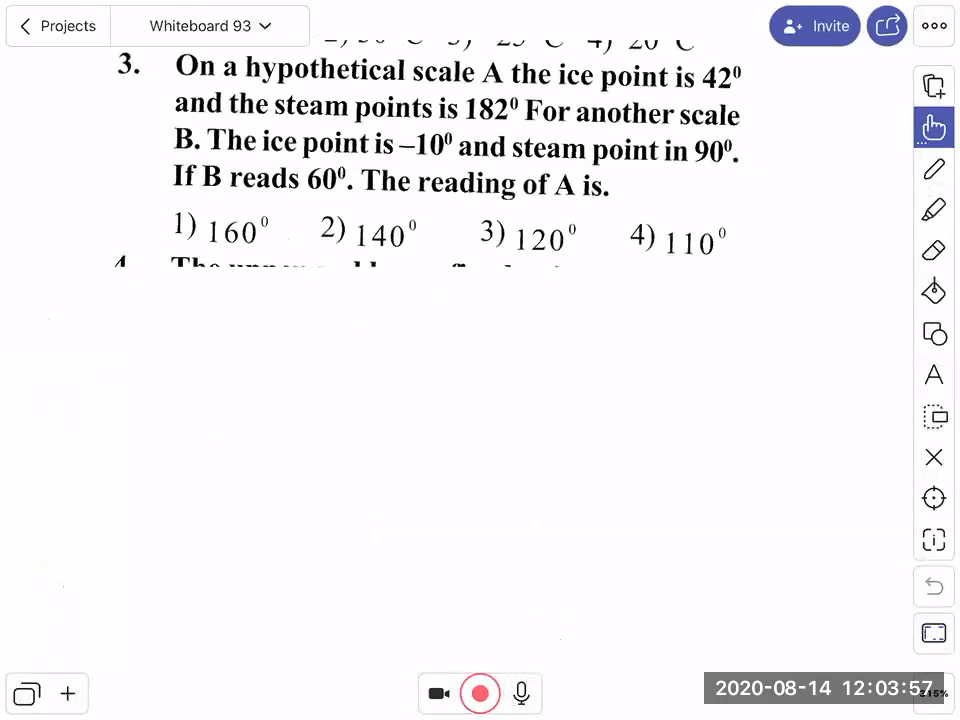 Projects
Whiteboard 93
Invite
3. On a hypothetical scale A the ice point is 42⁰
and the steam points is 182⁰ For another scale
B. The ice point is –10⁰ and steam point in 90⁰.
If B reads 60⁰. The reading of A is.
1) 160⁰ 2) 140⁰ 3) 120⁰ 4) 110⁰
2020-08-14 12:03:57